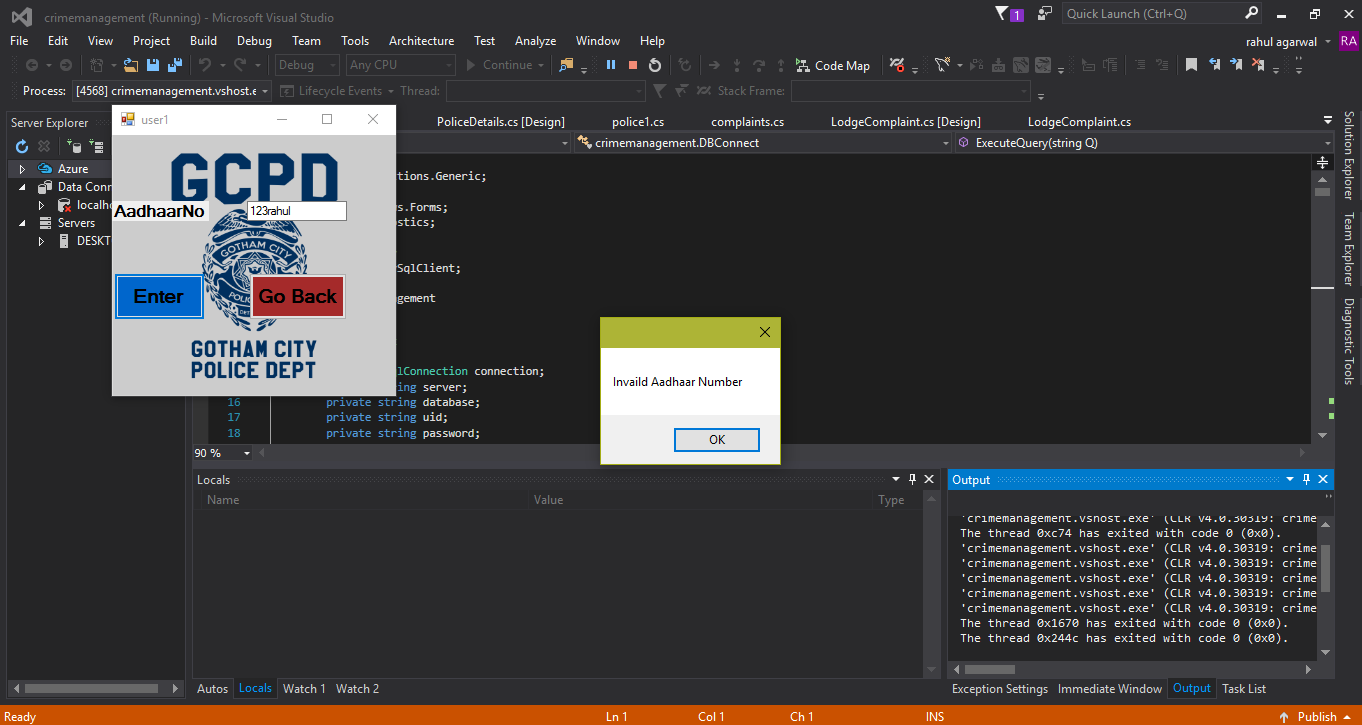 crimemanagement (Running) - Microsoft Visual Studio
1
Quick Launch (Ctrl+Q)
File Edit View Project Build Debug Team Tools Architecture Test Analyze Window Help
rahul agarwal RA
Debug Any CPU Continue Code Map
Process: [4568] crimemanagement.vshost.e Lifecycle Events Thread: Stack Frame:
Server Explorer
user1
PoliceDetails.cs [Design] police1.cs complaints.cs LodgeComplaint.cs [Design] LodgeComplaint.cs
crimemanagement.DBConnect
ExecuteQuery(string Q)
Azure
Data Conn
localho
Servers
DESKT
GCPD
AadhaarNo 123rahul
GOTHAM CITY
POLIC
DE
Enter Go Back
GOTHAM CITY
POLICE DEPT
tions.Generic;
s.Forms;
stics;
SqlClient;
gement
lConnection connection;
ing server;
16 private string database;
17 private string uid;
18 private string password;
Invaild Aadhaar Number
OK
90 %
Solution Explorer
Team Explorer
Diagnostic Tools
Locals
Name Value Type
Autos Locals Watch 1 Watch 2
Output
'crimemanagement.vshost.exe' (CLR v4.0.30319: crime
The thread 0xc74 has exited with code 0 (0x0).
'crimemanagement.vshost.exe' (CLR v4.0.30319: crime
'crimemanagement.vshost.exe' (CLR v4.0.30319: crime
'crimemanagement.vshost.exe' (CLR v4.0.30319: crime
'crimemanagement.vshost.exe' (CLR v4.0.30319: crime
'crimemanagement.vshost.exe' (CLR v4.0.30319: crime
The thread 0x1670 has exited with code 0 (0x0).
The thread 0x244c has exited with code 0 (0x0).
Exception Settings Immediate Window Output Task List
Ready Ln 1 Col 1 Ch 1 INS Publish